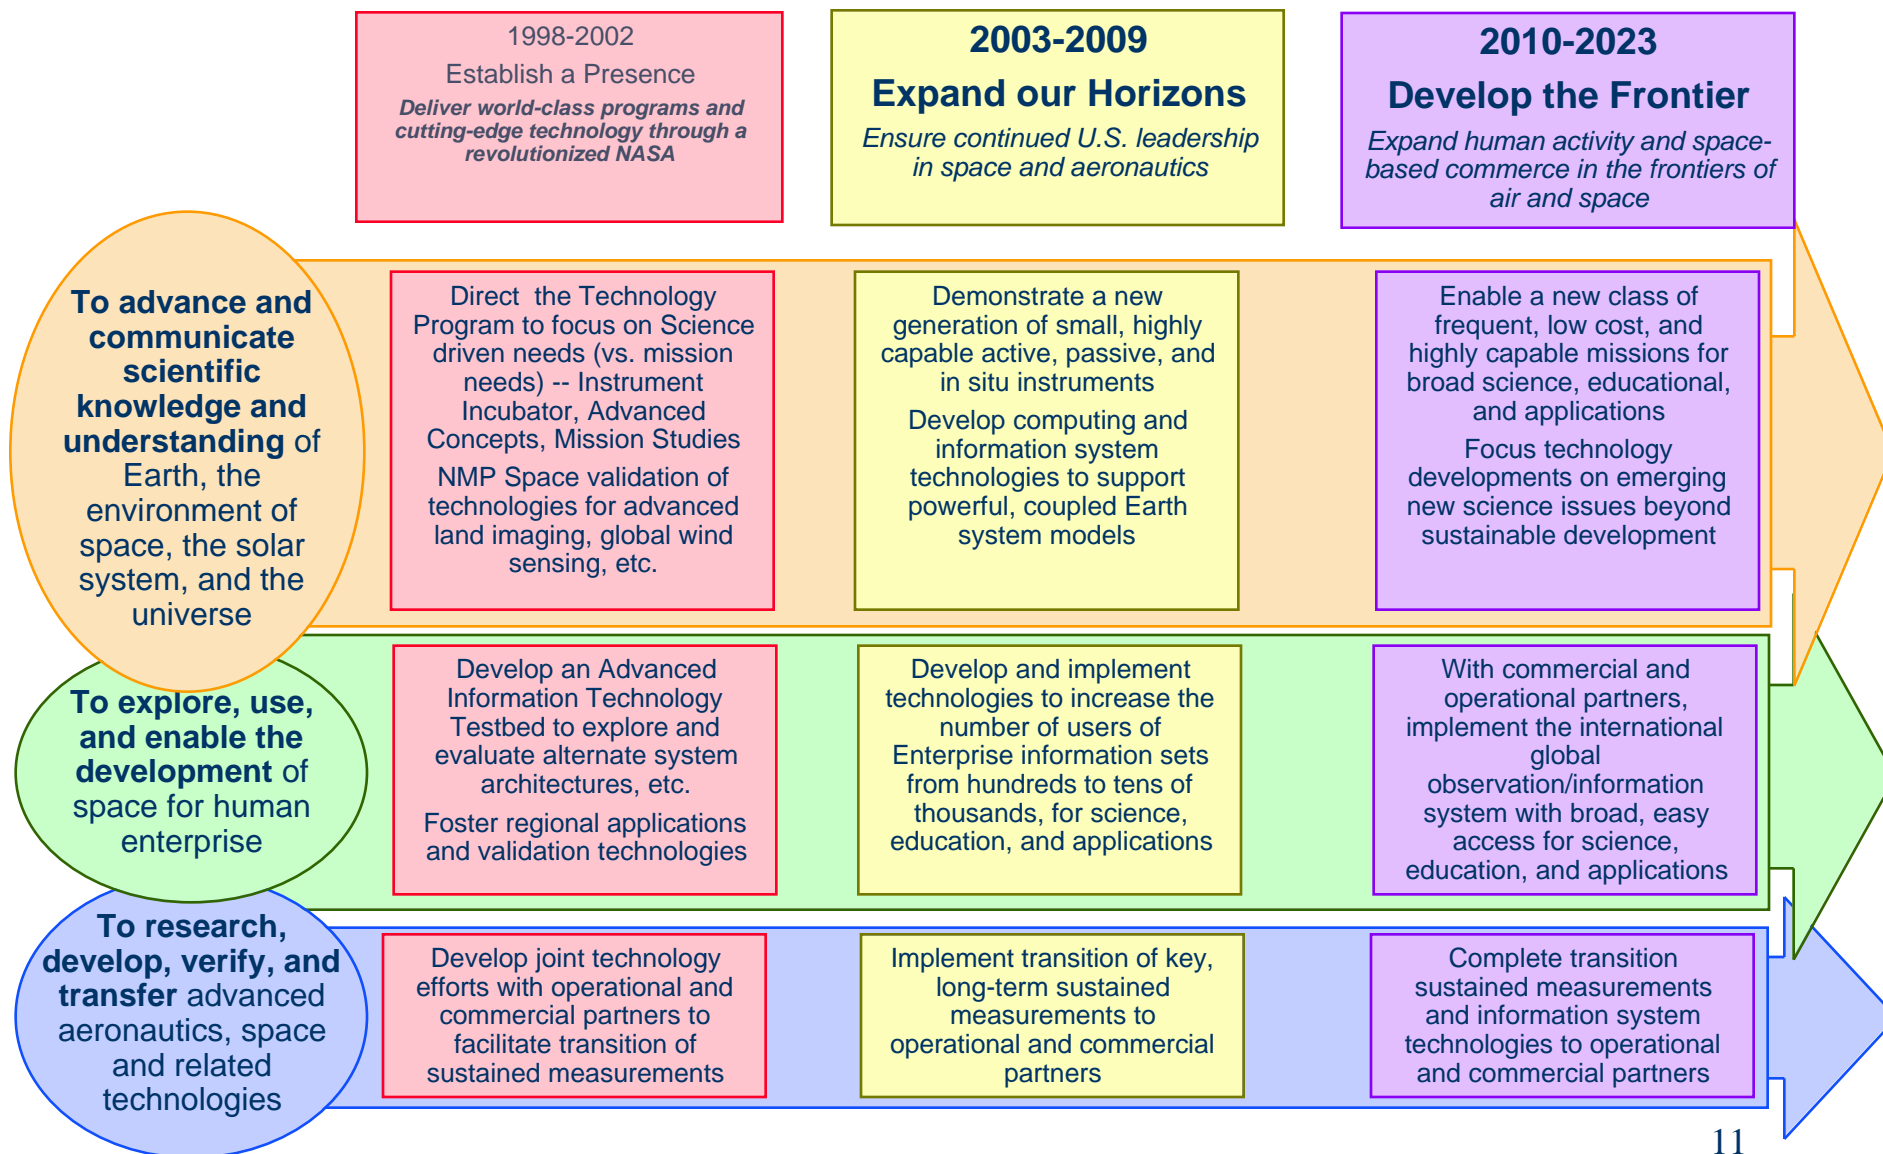 1998-2002
Establish a Presence
Deliver world-class programs and
cutting-edge technology through a
revolutionized NASA
2003-2009
Expand our Horizons
Ensure continued U.S. leadership
in space and aeronautics
2010-2023
Develop the Frontier
Expand human activity and space-
based commerce in the frontiers of
air and space
To advance and
communicate
scientific
knowledge and
understanding of
Earth, the
environment of
space, the solar
system, and the
universe
Direct the Technology
Program to focus on Science
driven needs (vs. mission
needs) -- Instrument
Incubator, Advanced
Concepts, Mission Studies
NMP Space validation of
technologies for advanced
land imaging, global wind
sensing, etc.
Demonstrate a new
generation of small, highly
capable active, passive, and
in situ instruments
Develop computing and
information system
technologies to support
powerful, coupled Earth
system models
Enable a new class of
frequent, low cost, and
highly capable missions for
broad science, educational,
and applications
Focus technology
developments on emerging
new science issues beyond
sustainable development
To explore, use,
and enable the
development of
space for human
enterprise
Develop an Advanced
Information Technology
Testbed to explore and
evaluate alternate system
architectures, etc.
Foster regional applications
and validation technologies
Develop and implement
technologies to increase the
number of users of
Enterprise information sets
from hundreds to tens of
thousands, for science,
education, and applications
With commercial and
operational partners,
implement the international
global
observation/information
system with broad, easy
access for science,
education, and applications
To research,
develop, verify, and
transfer advanced
aeronautics, space
and related
technologies
Develop joint technology
efforts with operational and
commercial partners to
facilitate transition of
sustained measurements
Implement transition of key,
long-term sustained
measurements to
operational and commercial
partners
Complete transition
sustained measurements
and information system
technologies to operational
and commercial partners
11